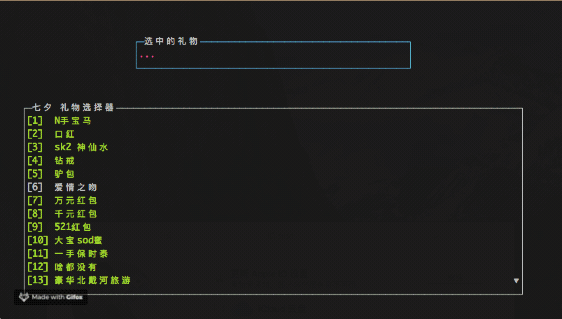 选中的礼物
...
七夕 礼物选择器
[1] N手宝马
[2] 口红
[3] sk2 神仙水
[4] 钻戒
[5] 驴包
[6] 爱情之吻
[7] 万元红包
[8] 千元红包
[9] 521红包
[10] 大宝sod蜜
[11] 一手保时泰
[12] 啥都没有
[13] 豪华北戴河旅游
Made with Gifox